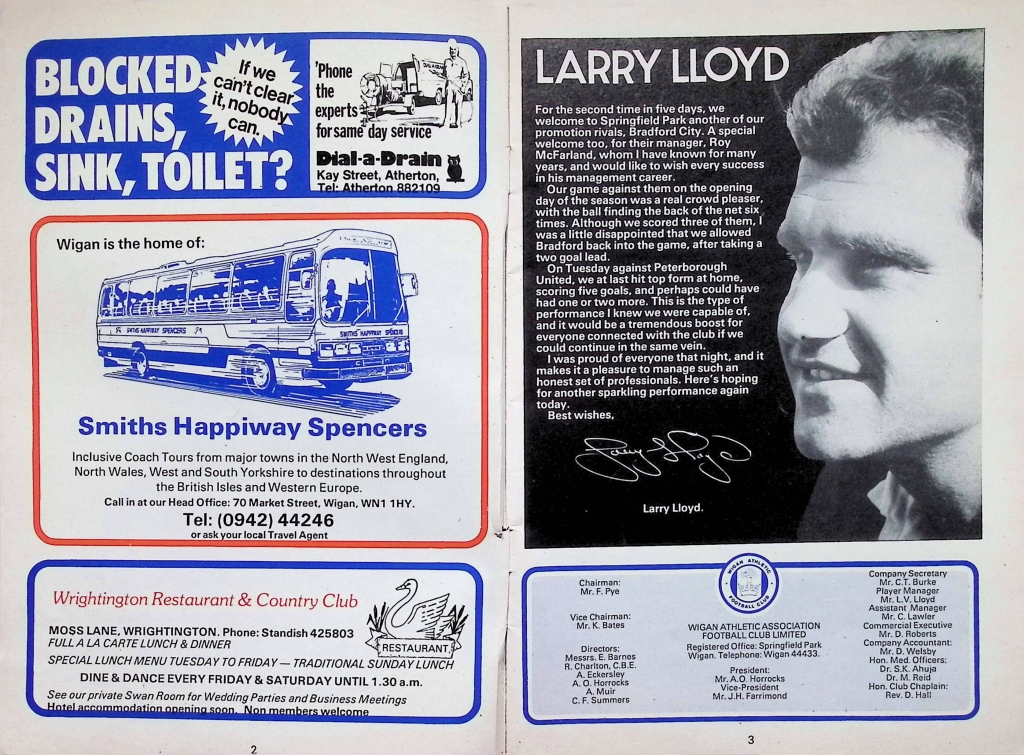 BLOCKED
DRAINS,
SINK, TOILET?
If we
can't clear
it, nobody
can.
'Phone
the
experts
for same day service
Dial-a-Drain
Kay Street, Atherton,
Tel: Atherton 882109
Wigan is the home of:
SMITHS HAPPIWAY SPENCERS
SMITHS HAPPIWAY SPENCERS
Smiths Happiway Spencers
Inclusive Coach Tours from major towns in the North West England,
North Wales, West and South Yorkshire to destinations throughout
the British Isles and Western Europe.
Call in at our Head Office: 70 Market Street, Wigan, WN1 1HY.
Tel: (0942) 44246
or ask your local Travel Agent
Wrightington Restaurant & Country Club
MOSS LANE, WRIGHTINGTON. Phone: Standish 425803
FULL A LA CARTE LUNCH & DINNER
RESTAURANT
SPECIAL LUNCH MENU TUESDAY TO FRIDAY — TRADITIONAL SUNDAY LUNCH
DINE & DANCE EVERY FRIDAY & SATURDAY UNTIL 1.30 a.m.
See our private Swan Room for Wedding Parties and Business Meetings
Hotel accommodation opening soon. Non members welcome
2
LARRY LLOYD
For the second time in five days, we
welcome to Springfield Park another of our
promotion rivals, Bradford City. A special
welcome too, for their manager, Roy
McFarland, whom I have known for many
years, and would like to wish every success
in his management career.
Our game against them on the opening
day of the season was a real crowd pleaser,
with the ball finding the back of the net six
times. Although we scored three of them, I
was a little disappointed that we allowed
Bradford back into the game, after taking a
two goal lead.
On Tuesday against Peterborough
United, we at last hit top form at home,
scoring five goals, and perhaps could have
had one or two more. This is the type of
performance I knew we were capable of,
and it would be a tremendous boost for
everyone connected with the club if we
could continue in the same vein.
I was proud of everyone that night, and it
makes it a pleasure to manage such an
honest set of professionals. Here's hoping
for another sparkling performance again
today.
Best wishes,
Larry Lloyd
Larry Lloyd.
Chairman:
Mr. F. Pye
Vice Chairman:
Mr. K. Bates
Directors:
Messrs. E. Barnes
R. Charlton, C.B.E.
A. Eckersley
A. O. Horrocks
A. Muir
C. F. Summers
WIGAN ATHLETIC
FOOTBALL CLUB
WIGAN ATHLETIC ASSOCIATION
FOOTBALL CLUB LIMITED
Registered Office: Springfield Park
Wigan. Telephone: Wigan 44433.
President:
Mr. A.O. Horrocks
Vice-President
Mr. J.H. Farrimond
Company Secretary
Mr. C.T. Burke
Player Manager
Mr. L.V. Lloyd
Assistant Manager
Mr. C. Lawler
Commercial Executive
Mr. D. Roberts
Company Accountant:
Mr. D. Welsby
Hon. Med. Officers:
Dr. S.K. Ahuja
Dr. M. Reid
Hon. Club Chaplain:
Rev. D. Hall
3